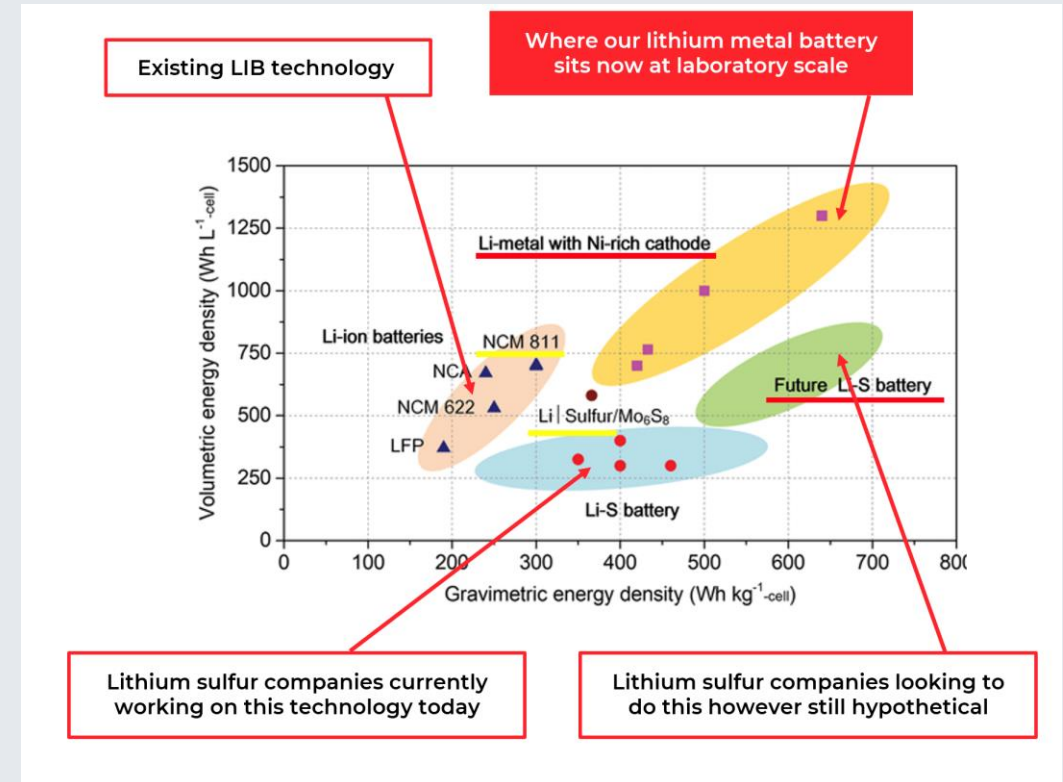 Existing LIB technology
Where our lithium metal battery
sits now at laboratory scale
1500
1250
1000
750
500
250
0
Volumetric energy density (Wh L⁻¹-cell)
Li-metal with Ni-rich cathode
Li-ion batteries
NCM 811
NCA
NCM 622
LFP
Li | Sulfur/Mo₆S₈
Future Li-S battery
Li-S battery
0 100 200 300 400 500 600 700 800
Gravimetric energy density (Wh kg⁻¹-cell)
Lithium sulfur companies currently
working on this technology today
Lithium sulfur companies looking to
do this however still hypothetical